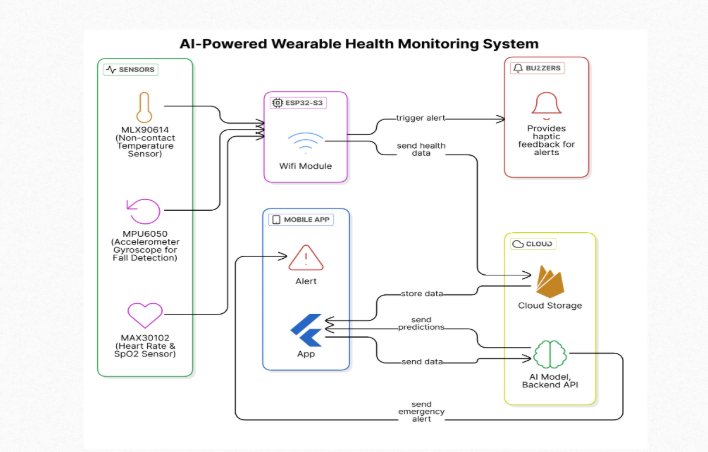 AI-Powered Wearable Health Monitoring System
SENSORS
MLX90614
(Non-contact
Temperature
Sensor)
MPU6050
(Accelerometer
Gyroscope for
Fall Detection)
MAX30102
(Heart Rate &
SpO2 Sensor)
ESP32-S3
Wifi Module
trigger alert
send health
data
BUZZERS
Provides
haptic
feedback for
alerts
MOBILE APP
Alert
App
store data
send
predictions
send data
send
emergency
alert
CLOUD
Cloud Storage
AI Model,
Backend API